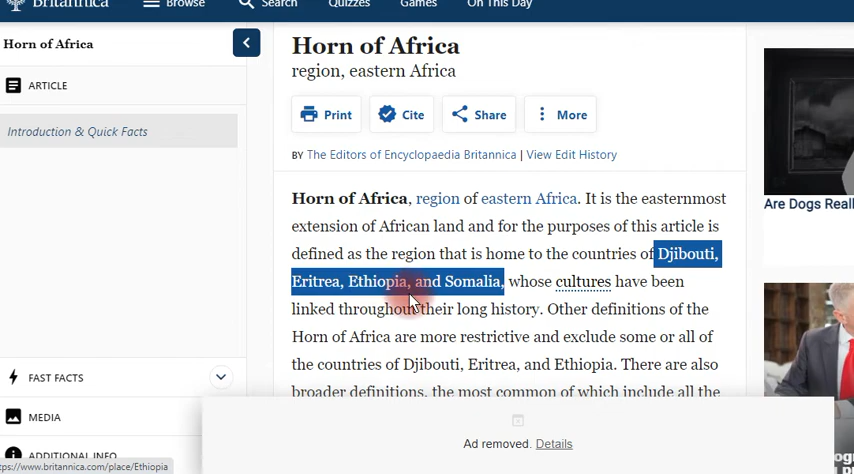 Britannica
Browse
Search
Quizzes
Games
On This Day
Horn of Africa
ARTICLE
Introduction & Quick Facts
FAST FACTS
MEDIA
ADDITIONAL INFO
tps://www.britannica.com/place/Ethiopia
Horn of Africa
region, eastern Africa
Print
Cite
Share
More
BY The Editors of Encyclopaedia Britannica | View Edit History
Horn of Africa, region of eastern Africa. It is the easternmost
extension of African land and for the purposes of this article is
defined as the region that is home to the countries of Djibouti,
Eritrea, Ethiopia, and Somalia, whose cultures have been
linked throughout their long history. Other definitions of the
Horn of Africa are more restrictive and exclude some or all of
the countries of Djibouti, Eritrea, and Ethiopia. There are also
broader definitions, the most common of which include all the
Ad removed. Details
Are Dogs Reall